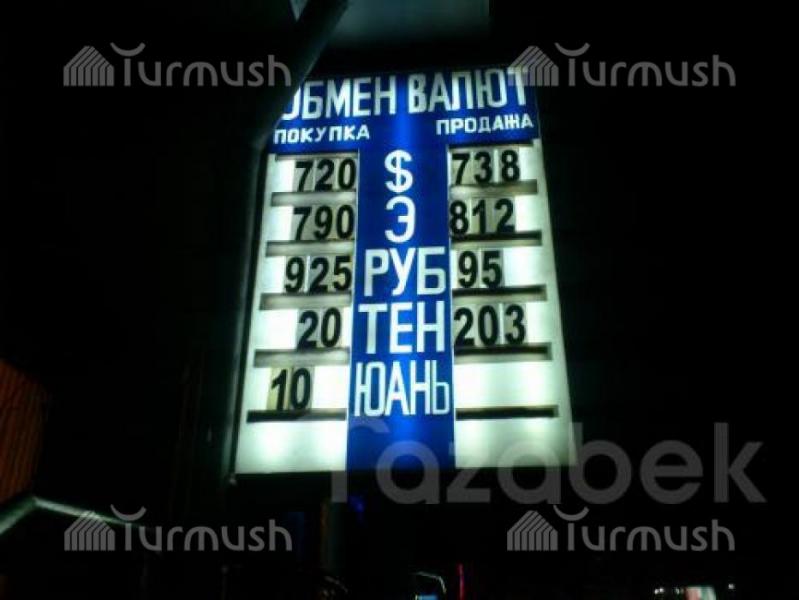 Turmush Turmush
ОБМЕН ВАЛЮТ
ПОКУПКА ПРОДАЖА
720 $ 738
790 Э 812
925 РУБ 95
20 ТЕН 203
10 ЮАНЬ
Tazabek
Turmush Turmush